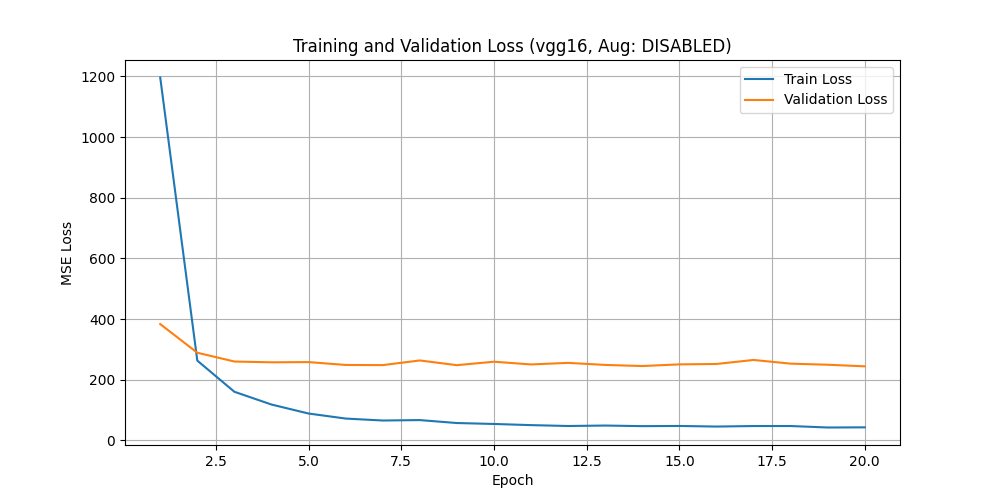 Training and Validation Loss (vgg16, Aug: DISABLED)
Train Loss
Validation Loss
MSE Loss
1200
1000
800
600
400
200
0
2.5 5.0 7.5 10.0 12.5 15.0 17.5 20.0
Epoch